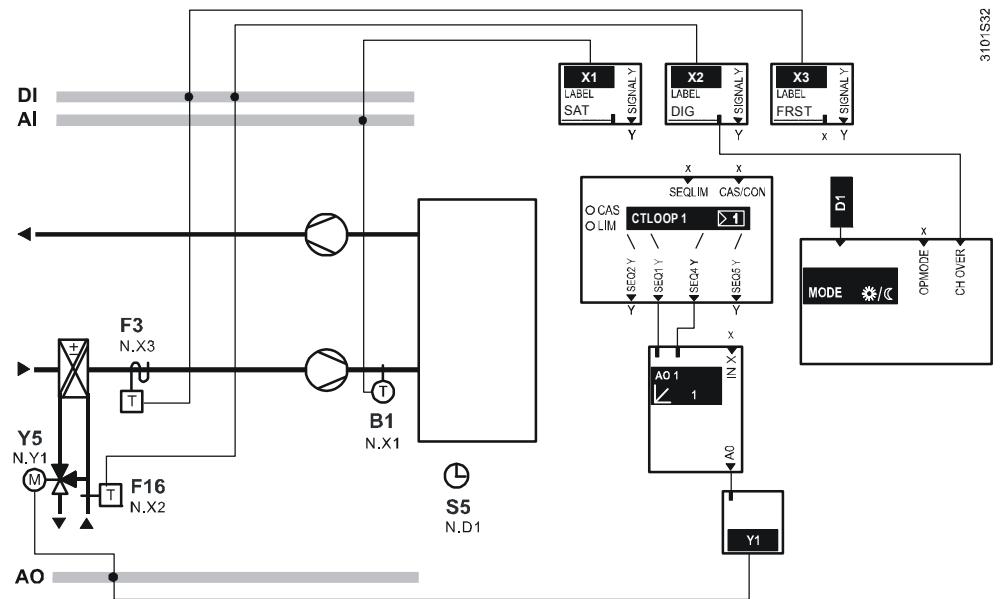 3101S32
DI
AI
X1
LABEL
SAT
SIGNAL Y
Y
X2
LABEL
DIG
SIGNAL Y
Y
X3
LABEL
FRST
SIGNAL Y
x Y
x x
SEQLIM CAS/CON
CAS
LIM
CTLOOP 1
1
SEQ2 Y
SEQ1 Y
SEQ4 Y
SEQ5 Y
Y Y
D1
x
OPMODE
CH OVER
MODE
F3
N.X3
T
T
B1
N.X1
x
IN X
AO 1
1
A0
Y5
N.Y1
M
T
F16
N.X2
S5
N.D1
Y1
AO